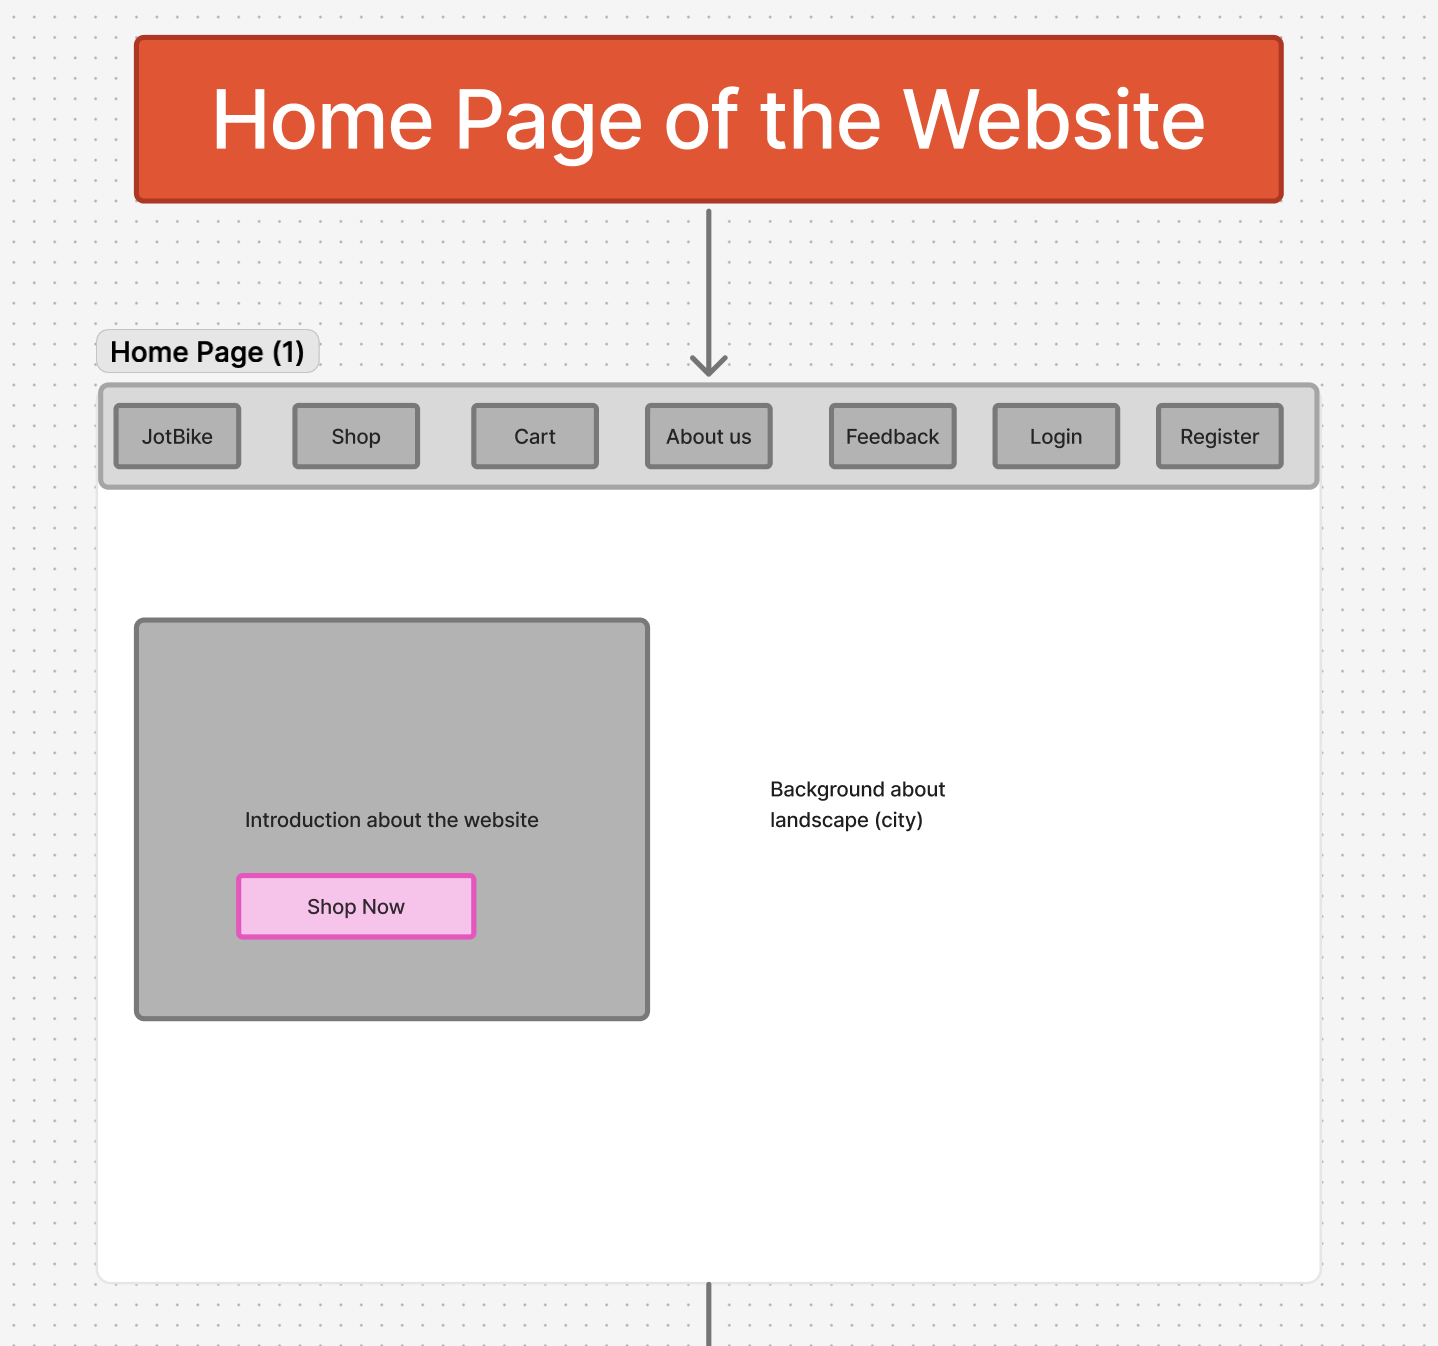 Home Page of the Website
Home Page (1)
JotBike
Shop
Cart
About us
Feedback
Login
Register
Introduction about the website
Shop Now
Background about
landscape (city)